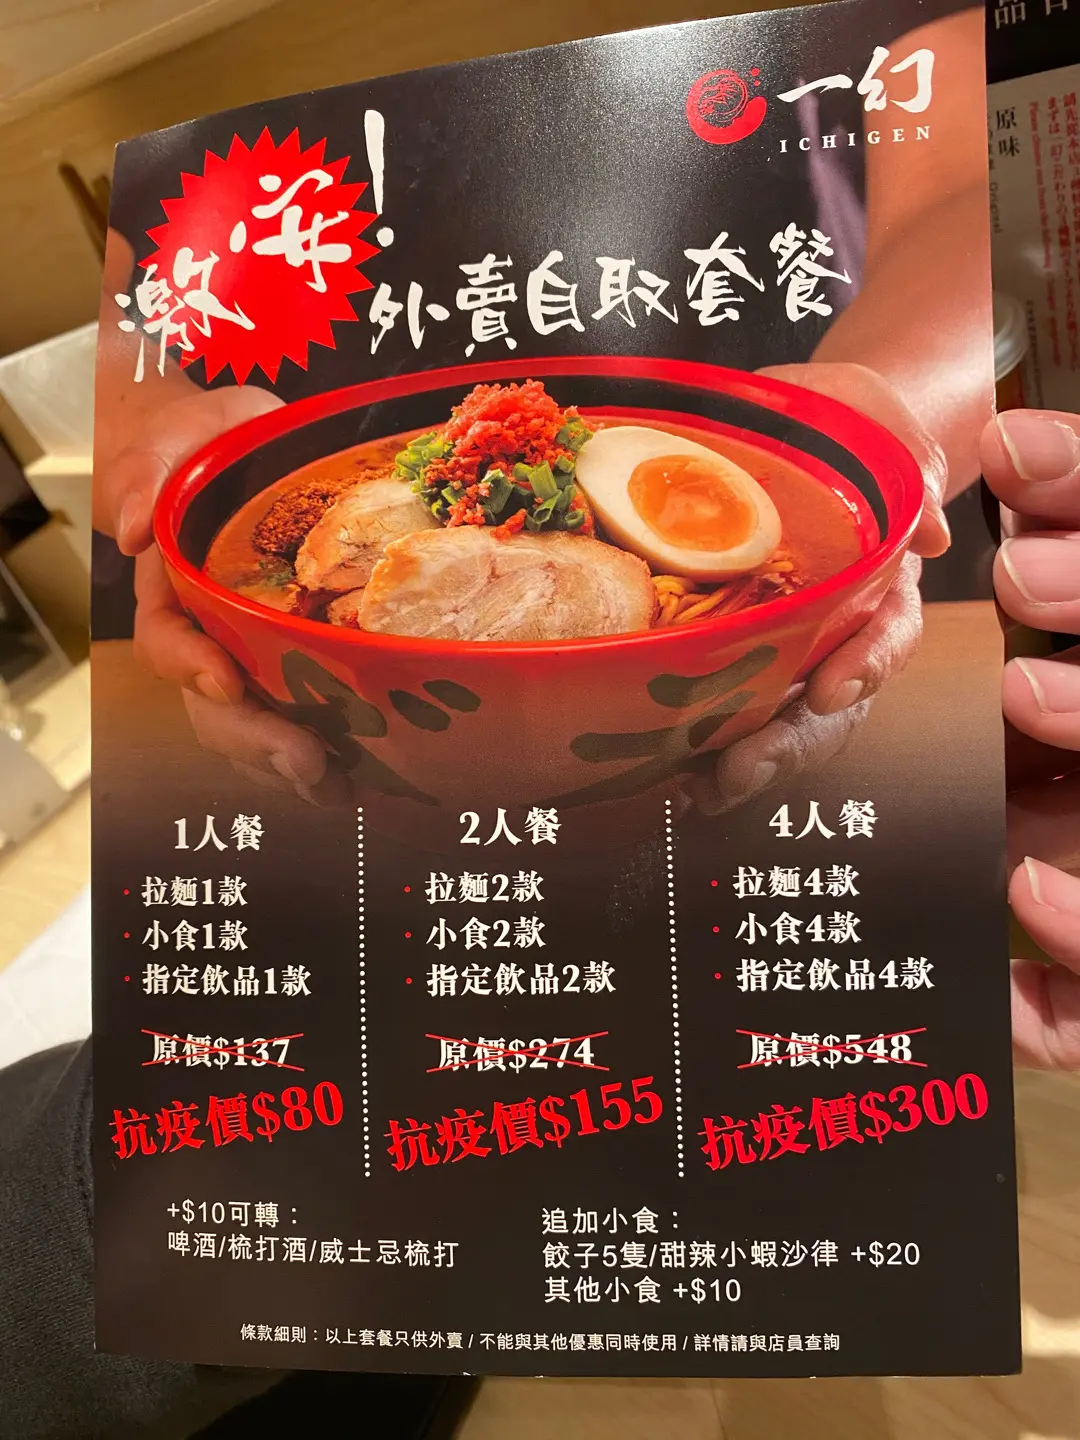 一幻
ICHIGEN
激安!
外賣自取套餐
1人餐
・拉麵1款
・小食1款
・指定飲品1款
原價$137
抗疫價$80
2人餐
・拉麵2款
・小食2款
・指定飲品2款
原價$274
抗疫價$155
4人餐
・拉麵4款
・小食4款
・指定飲品4款
原價$548
抗疫價$300
+$10可轉：
啤酒/梳打酒/威士忌梳打
追加小食：
餃子5隻/甜辣小蝦沙律 +$20
其他小食 +$10
條款細則：以上套餐只供外賣 / 不能與其他優惠同時使用 / 詳情請與店員查詢
原味